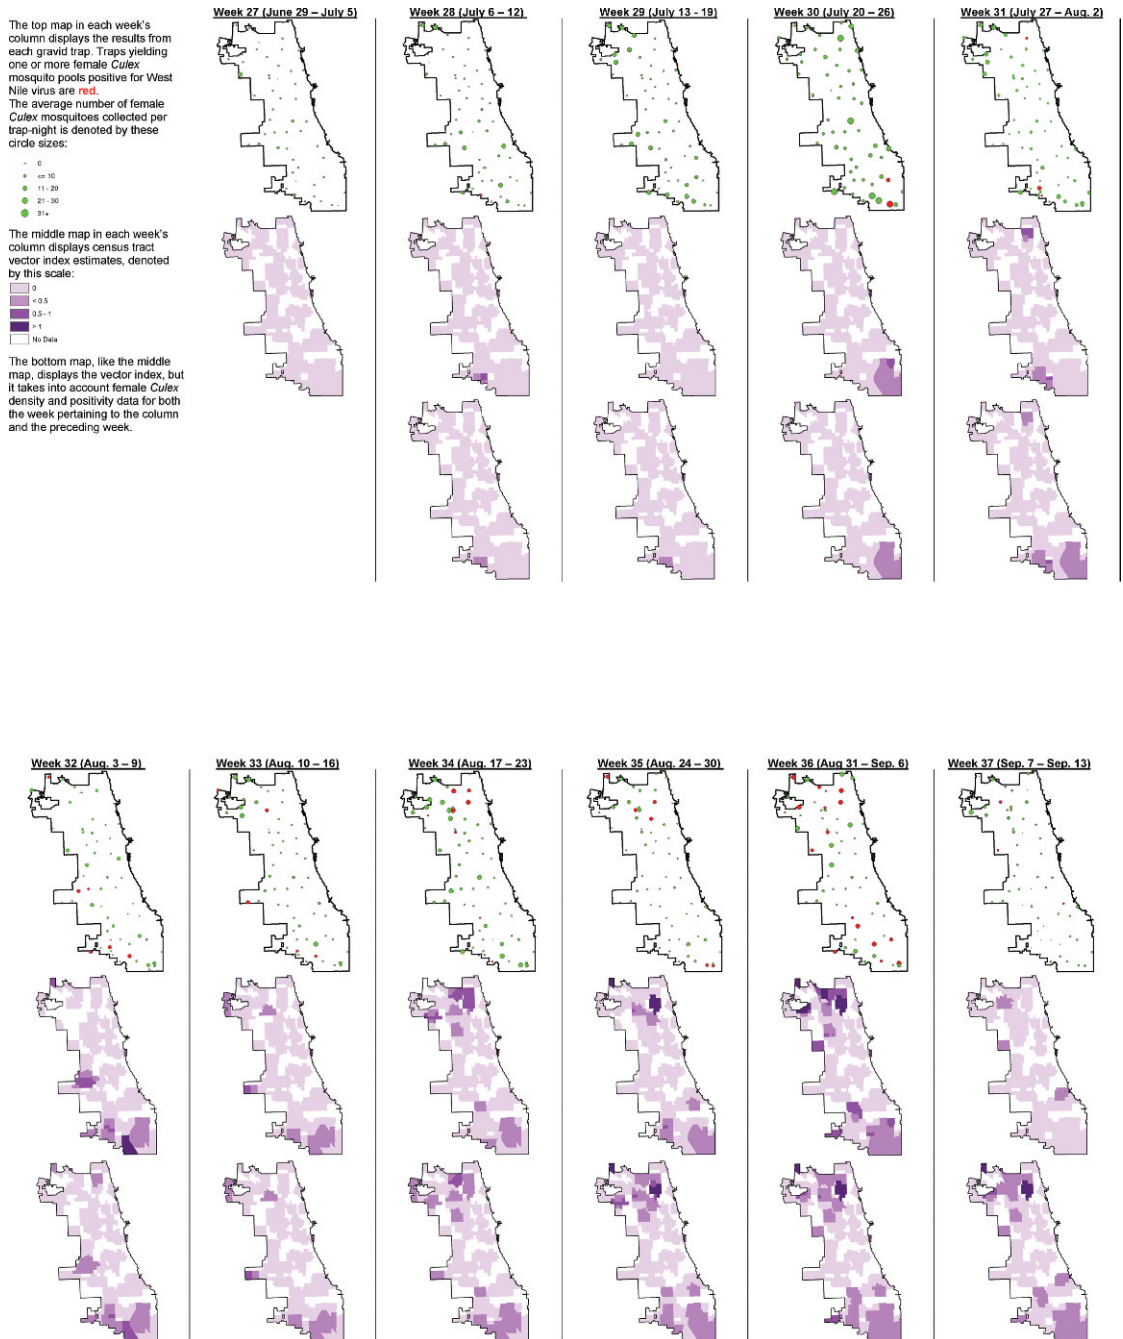 The top map in each week's
column displays the results from
each gravid trap. Traps yielding
one or more female Culex
mosquito pools positive for West
Nile virus are red.
The average number of female
Culex mosquitoes collected per
trap-night is denoted by these
circle sizes:
0
<= 10
11 - 20
21 - 30
31+
The middle map in each week's
column displays census tract
vector index estimates, denoted
by this scale:
0
< 0.5
0.5 - 1
> 1
No Data
The bottom map, like the middle
map, displays the vector index, but
it takes into account female Culex
density and positivity data for both
the week pertaining to the column
and the preceding week.
Week 27 (June 29 – July 5)
Week 28 (July 6 – 12)
Week 29 (July 13 - 19)
Week 30 (July 20 – 26)
Week 31 (July 27 – Aug. 2)
Week 32 (Aug. 3 – 9)
Week 33 (Aug. 10 – 16)
Week 34 (Aug. 17 – 23)
Week 35 (Aug. 24 – 30)
Week 36 (Aug 31 – Sep. 6)
Week 37 (Sep. 7 – Sep. 13)